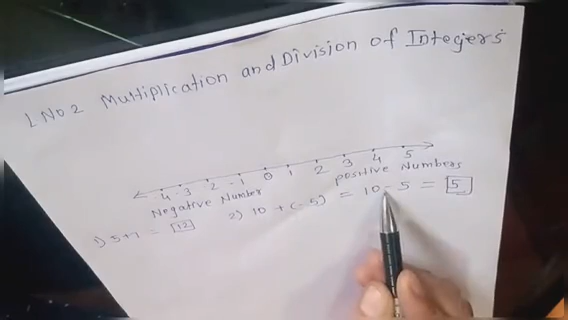 L No 2 Multiplication and Division of Integers
-4 -3 -2 -1 0 1 2 3 4 5
Negative Number positive Numbers
1) 5+7 = 12 2) 10 + (-5) = 10 - 5 = 5